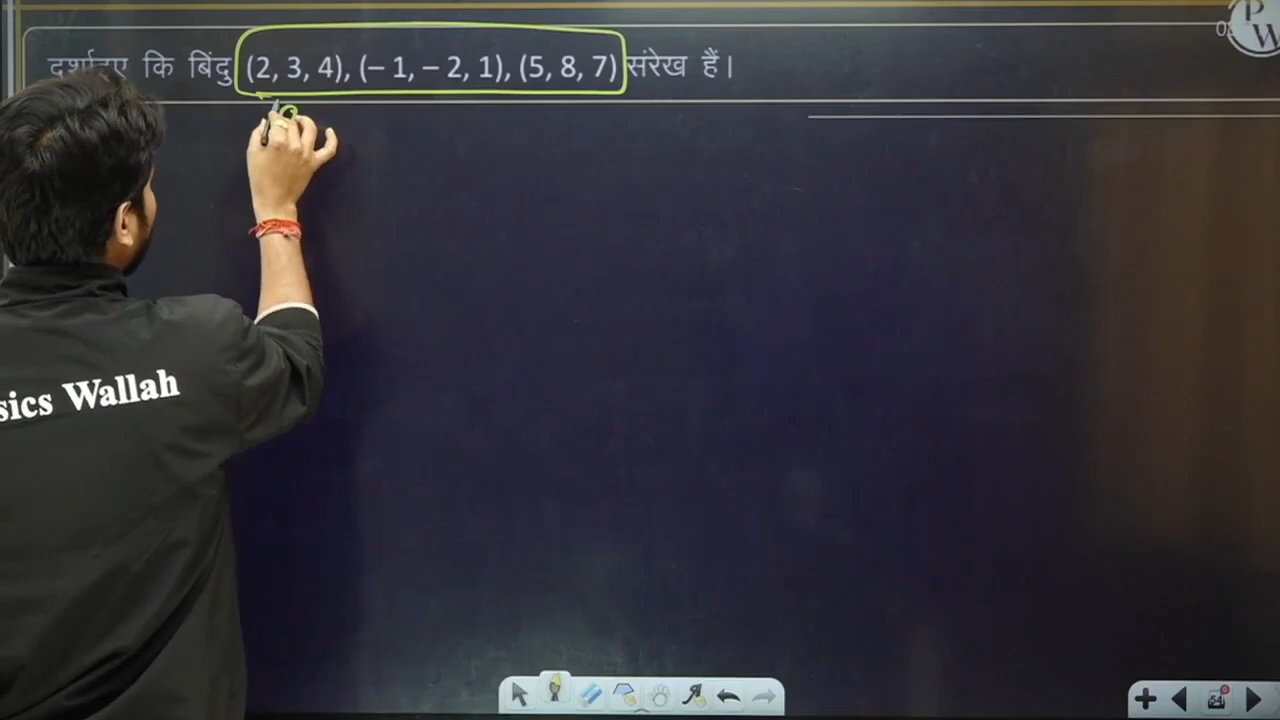 दर्शाइए कि बिंदु (2, 3, 4), (– 1, – 2, 1), (5, 8, 7) संरेख हैं।
P
W
sics Wallah